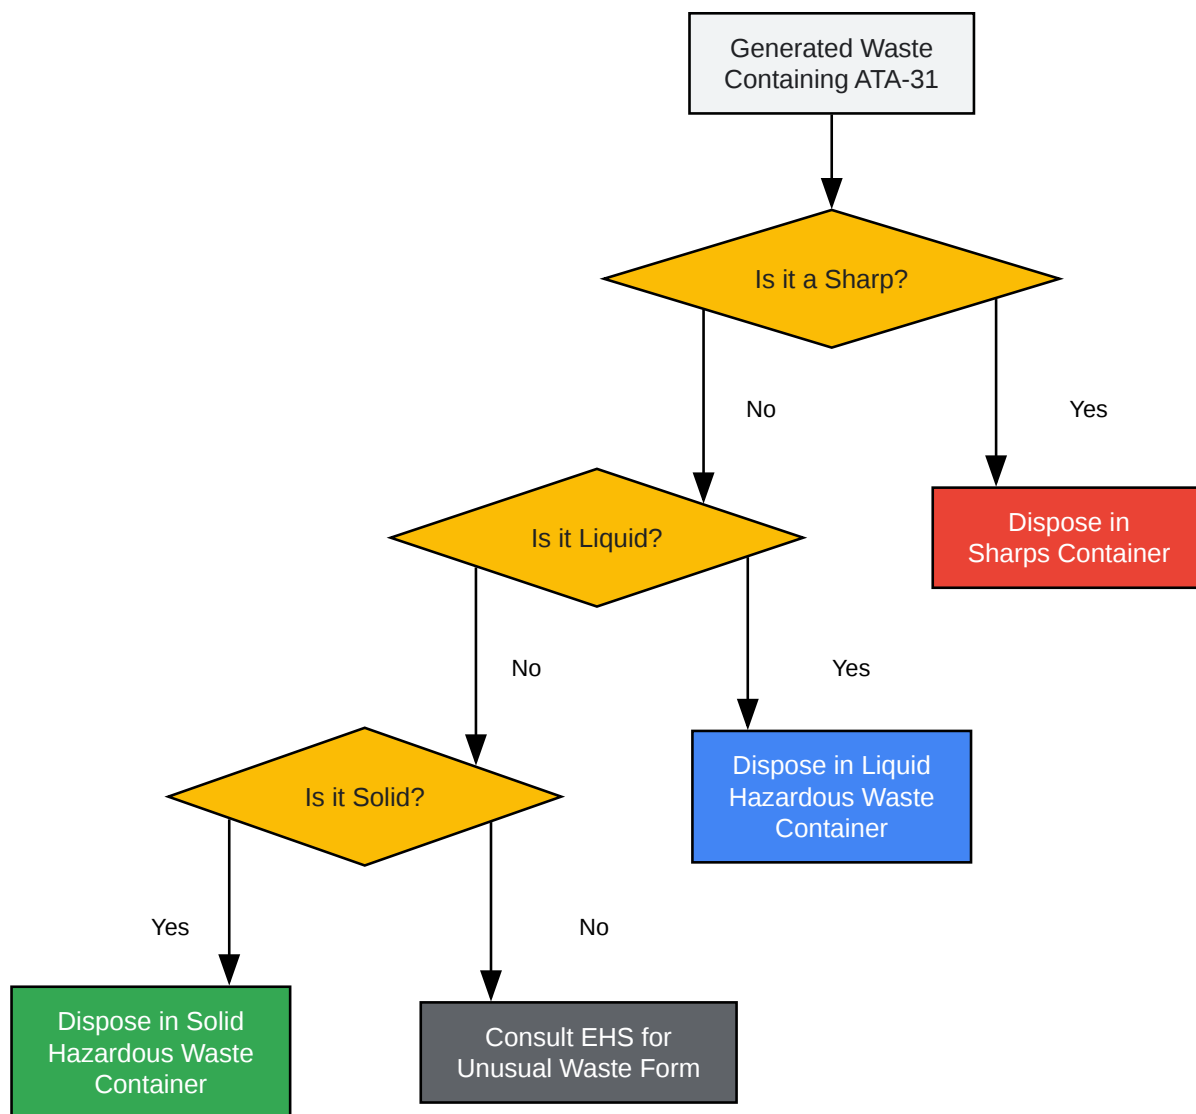 Generated Waste
Containing ATA-31
Is it a Sharp?
No
Yes
Is it Liquid?
Dispose in
Sharps Container
No
Yes
Is it Solid?
Dispose in Liquid
Hazardous Waste
Container
Yes
No
Dispose in Solid
Hazardous Waste
Container
Consult EHS for
Unusual Waste Form